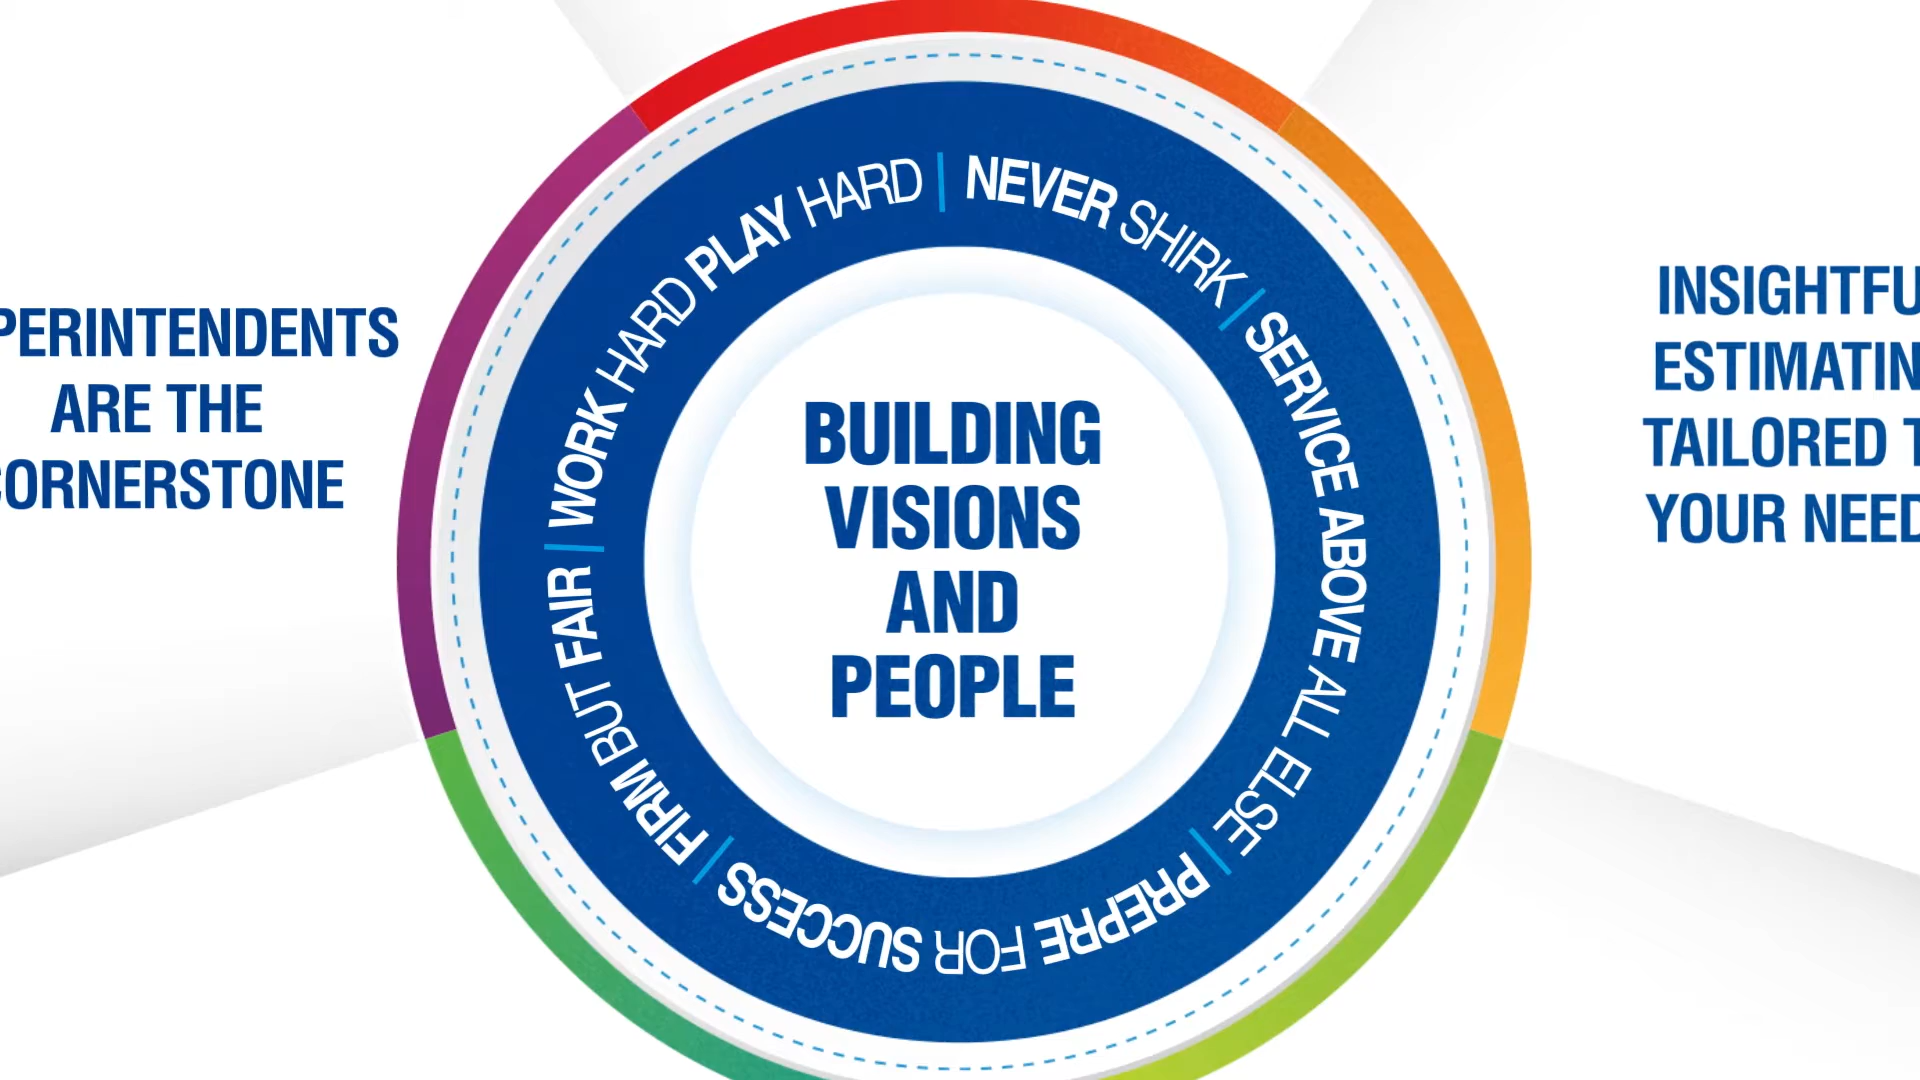 PERINTENDENTS
ARE THE
CORNERSTONE
BUILDING
VISIONS
AND
PEOPLE
NEVER SHIRK | SERVICE ABOVE ALL ELSE | PREPRE FOR SUCCESS | FIRM BUT FAIR | WORK HARD PLAY HARD |
INSIGHTFU
ESTIMATIN
TAILORED T
YOUR NEED